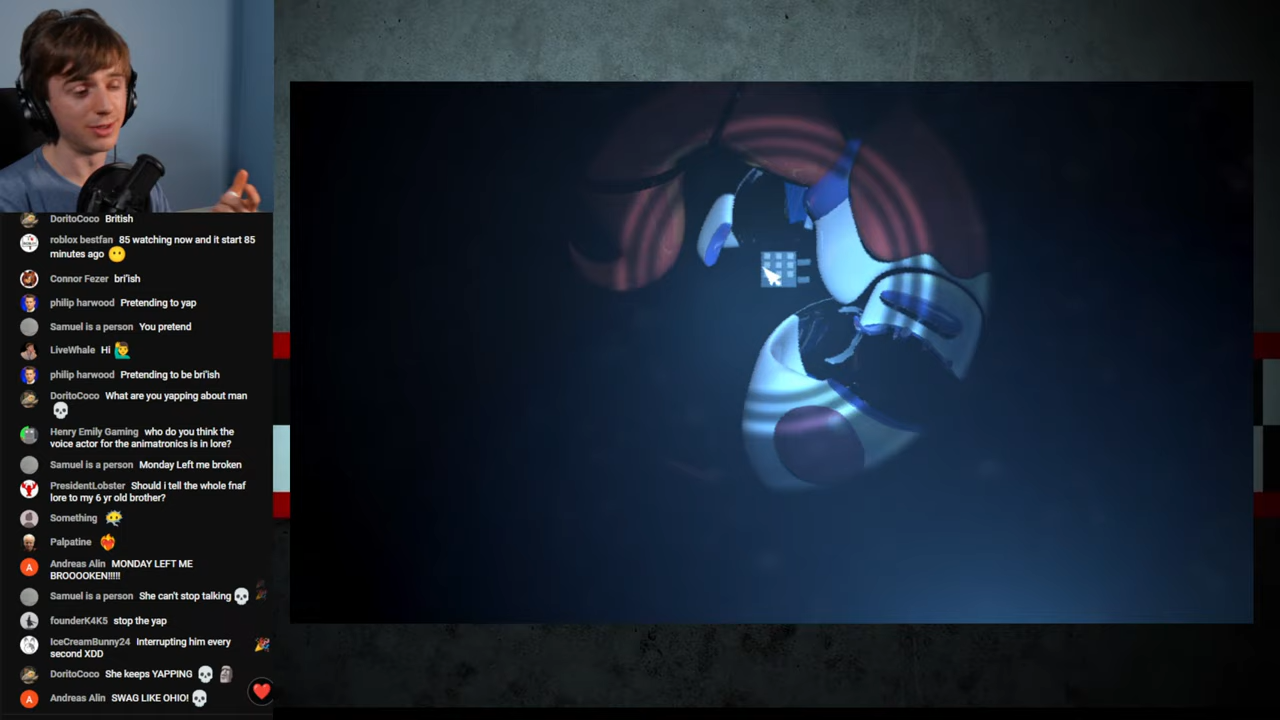 DoritoCoco British
roblox bestfan 85 watching now and it start 85
minutes ago
Connor Fezer bri'ish
philip harwood Pretending to yap
Samuel is a person You pretend
LiveWhale Hi
philip harwood Pretending to be bri'ish
DoritoCoco What are you yapping about man
Henry Emily Gaming who do you think the
voice actor for the animatronics is in lore?
Samuel is a person Monday Left me broken
PresidentLobster Should i tell the whole fnaf
lore to my 6 yr old brother?
Something
Palpatine
A
Andreas Alin MONDAY LEFT ME
BROOOOKEN!!!!!
Samuel is a person She can't stop talking
founderK4K5 stop the yap
IceCreamBunny24 Interrupting him every
second XDD
DoritoCoco She keeps YAPPING
A
Andreas Alin SWAG LIKE OHIO!